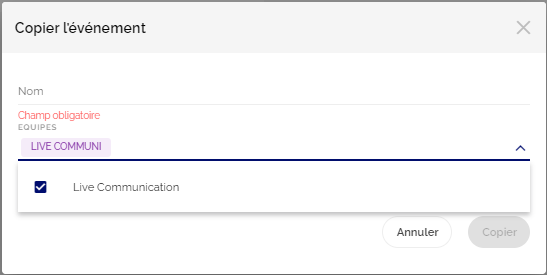 Copier l'événement
Nom
Champ obligatoire
EQUIPES
LIVE COMMUNI
Live Communication
Annuler
Copier